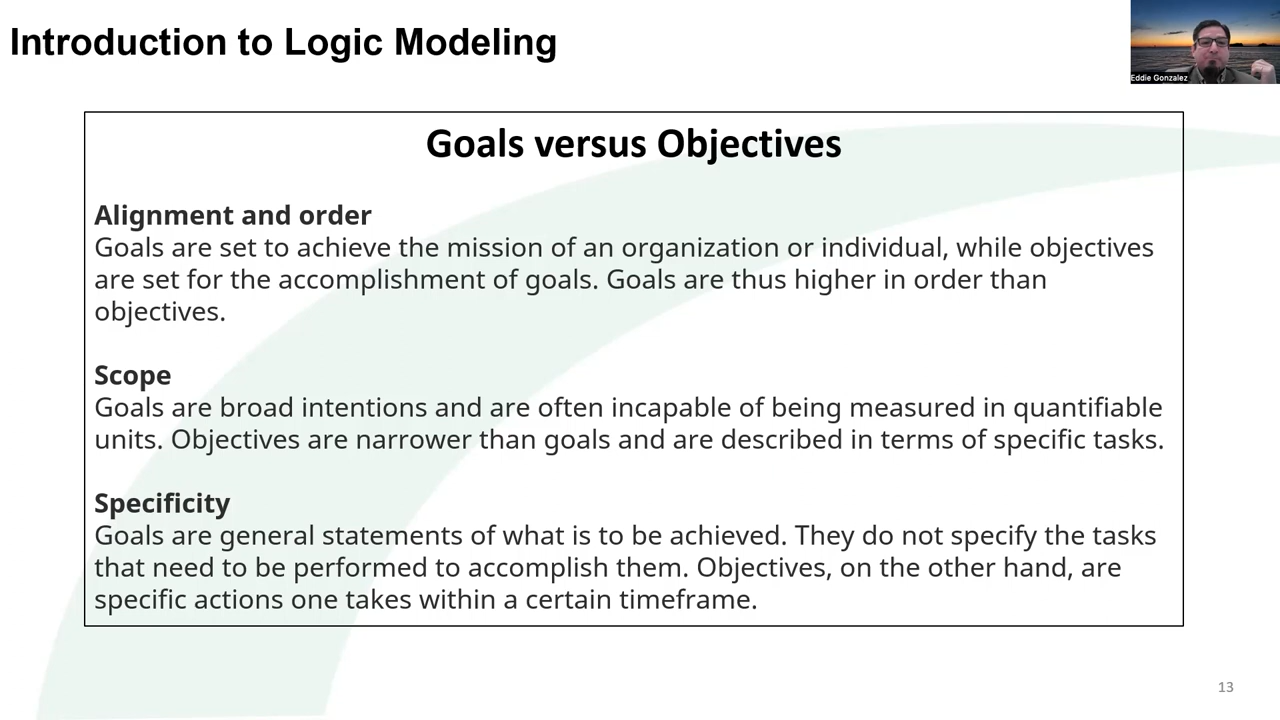 Introduction to Logic Modeling
Eddie Gonzalez
Goals versus Objectives
Alignment and order
Goals are set to achieve the mission of an organization or individual, while objectives
are set for the accomplishment of goals. Goals are thus higher in order than
objectives.
Scope
Goals are broad intentions and are often incapable of being measured in quantifiable
units. Objectives are narrower than goals and are described in terms of specific tasks.
Specificity
Goals are general statements of what is to be achieved. They do not specify the tasks
that need to be performed to accomplish them. Objectives, on the other hand, are
specific actions one takes within a certain timeframe.
13